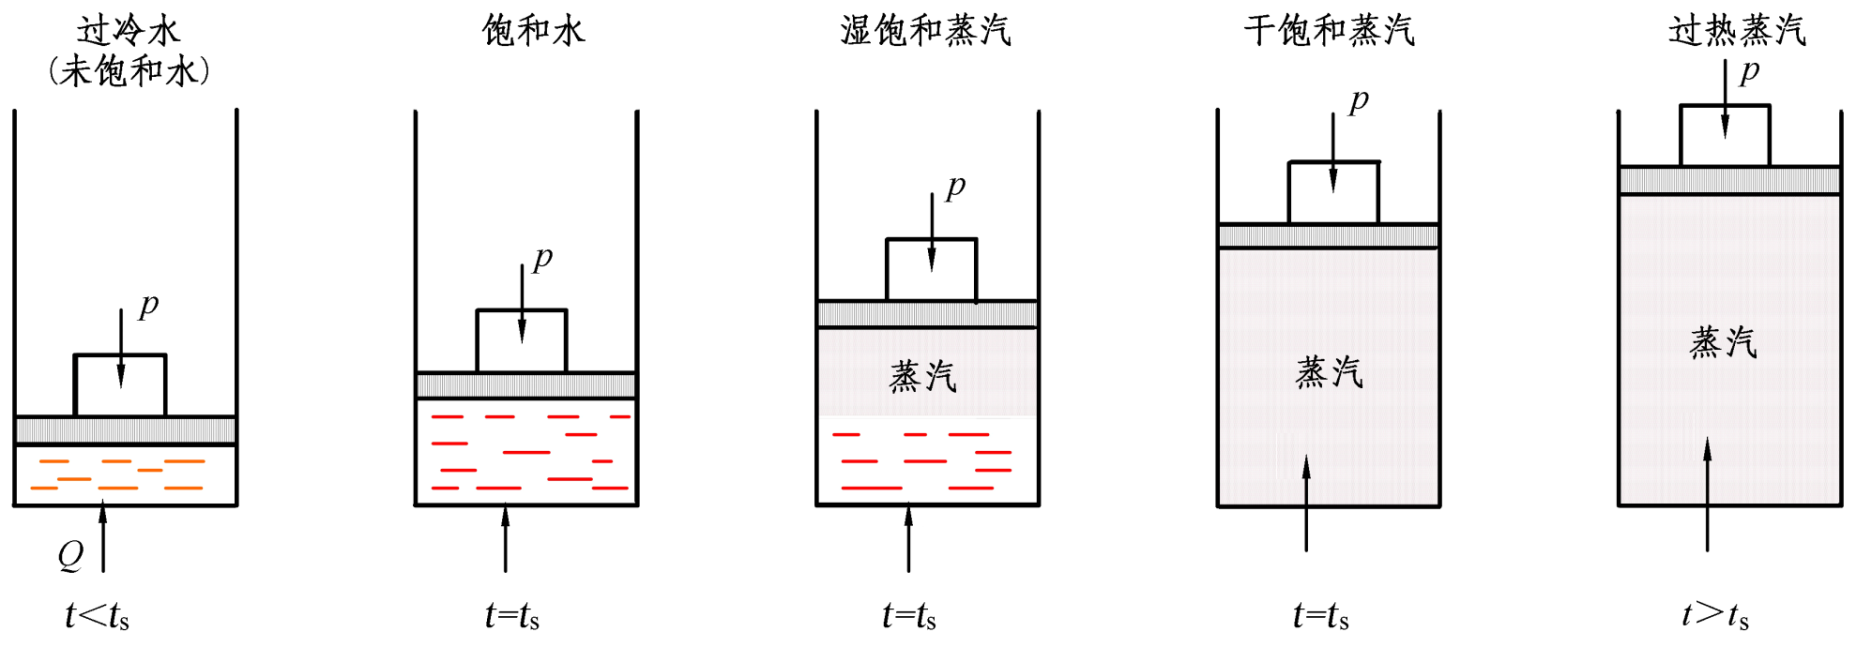 过冷水
(未饱和水)
饱和水
湿饱和蒸汽
干饱和蒸汽
过热蒸汽
p
p
p
p
p
蒸汽
蒸汽
蒸汽
Q
t<ts
t=ts
t=ts
t=ts
t>ts